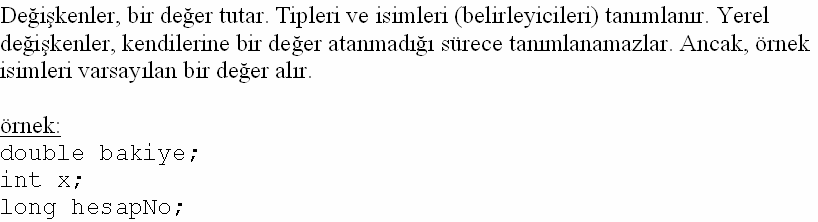 Değişkenler, bir değer tutar. Tipleri ve isimleri (belirleyicileri) tanımlanır. Yerel
değişkenler, kendilerine bir değer atanmadığı sürece tanımlanamazlar. Ancak, örnek
isimleri varsayılan bir değer alır.
örnek:
double bakiye;
int x;
long hesapNo;